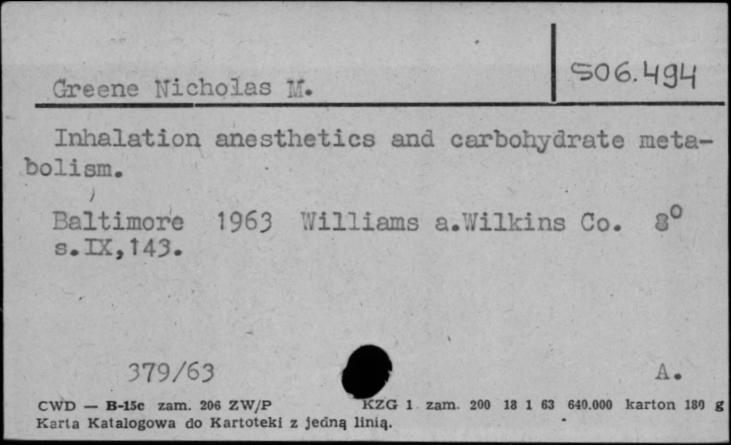 506.494
Greene Nicholas M.
Inhalation anesthetics and carbohydrate meta-
bolism.
Baltimore 1963 Williams a.Wilkins Co. 8°
s.IX,143.
379/63 A.
CWD — B-15c zam. 206 ZW/P KZG 1 zam. 200 18 1 63 640.000 karton 180 g
Karta Katalogowa do Kartoteki z jedną linią.